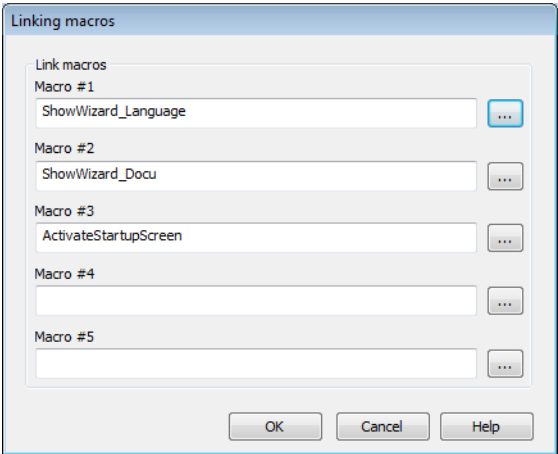 Linking macros
Link macros
Macro #1
ShowWizard_Language
...
Macro #2
ShowWizard_Docu
...
Macro #3
ActivateStartupScreen
...
Macro #4
...
Macro #5
...
OK Cancel Help